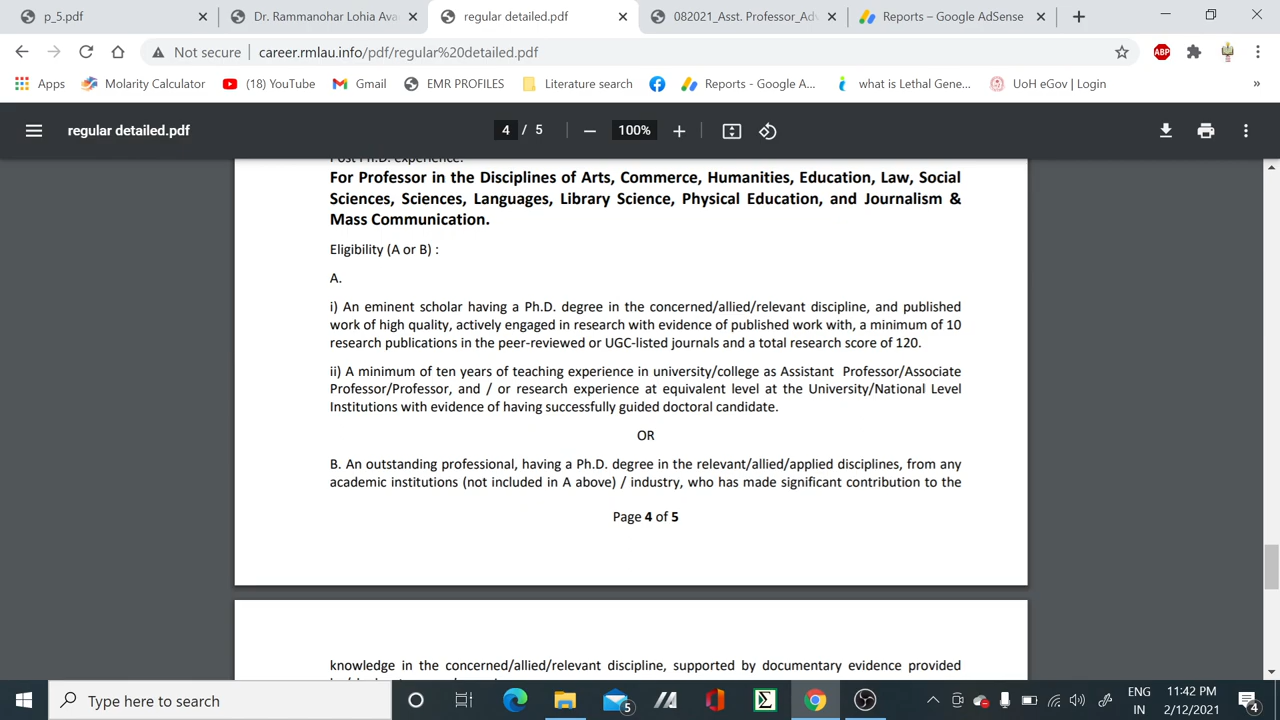 p_5.pdf
Dr. Rammanohar Lohia Ava
regular detailed.pdf
082021_Asst. Professor_Adv
Reports – Google AdSense
Not secure
career.rmlau.info/pdf/regular%20detailed.pdf
ABP
Apps
Molarity Calculator
(18) YouTube
Gmail
EMR PROFILES
Literature search
Reports - Google A...
what is Lethal Gene...
UoH eGov | Login
»
regular detailed.pdf
4 / 5
100%
Post Ph.D. experience.
For Professor in the Disciplines of Arts, Commerce, Humanities, Education, Law, Social
Sciences, Sciences, Languages, Library Science, Physical Education, and Journalism &
Mass Communication.
Eligibility (A or B) :
A.
i) An eminent scholar having a Ph.D. degree in the concerned/allied/relevant discipline, and published
work of high quality, actively engaged in research with evidence of published work with, a minimum of 10
research publications in the peer-reviewed or UGC-listed journals and a total research score of 120.
ii) A minimum of ten years of teaching experience in university/college as Assistant Professor/Associate
Professor/Professor, and / or research experience at equivalent level at the University/National Level
Institutions with evidence of having successfully guided doctoral candidate.
OR
B. An outstanding professional, having a Ph.D. degree in the relevant/allied/applied disciplines, from any
academic institutions (not included in A above) / industry, who has made significant contribution to the
Page 4 of 5
knowledge in the concerned/allied/relevant discipline, supported by documentary evidence provided
Type here to search
5
ENG
IN
11:42 PM
2/12/2021
4